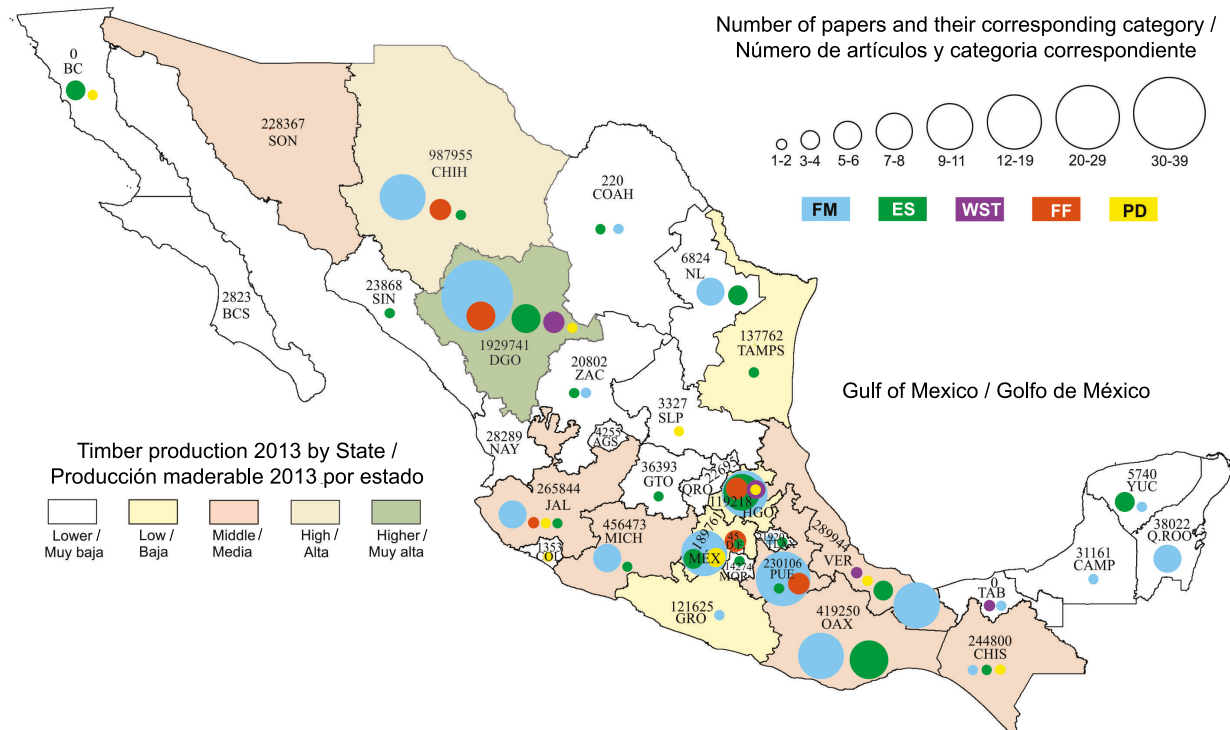 Number of papers and their corresponding category /
Número de artículos y categoria correspondiente
1-2 3-4 5-6 7-8 9-11 12-19 20-29 30-39
FM ES WST FF PD
0
BC
228367
SON
987955
CHIH
220
COAH
6824
NL
2823
BCS
23868
SIN
1929741
DGO
137762
TAMPS
20802
ZAC
3327
SLP
Gulf of Mexico / Golfo de México
28289
NAY
4255
AGS
Timber production 2013 by State /
Producción maderable 2013 por estado
Lower / Low / Middle / High / Higher /
Muy baja Baja Media Alta Muy alta
265844
JAL
36393
GTO
22695
QRO
119218
HGO
5740
YUC
38022
Q.ROO
456473
MICH
1353
189761
MEX
45
D.F.
14274
MOR
230106
PUE
289944
VER
31161
CAMP
0
TAB
121625
GRO
419250
OAX
244800
CHIS